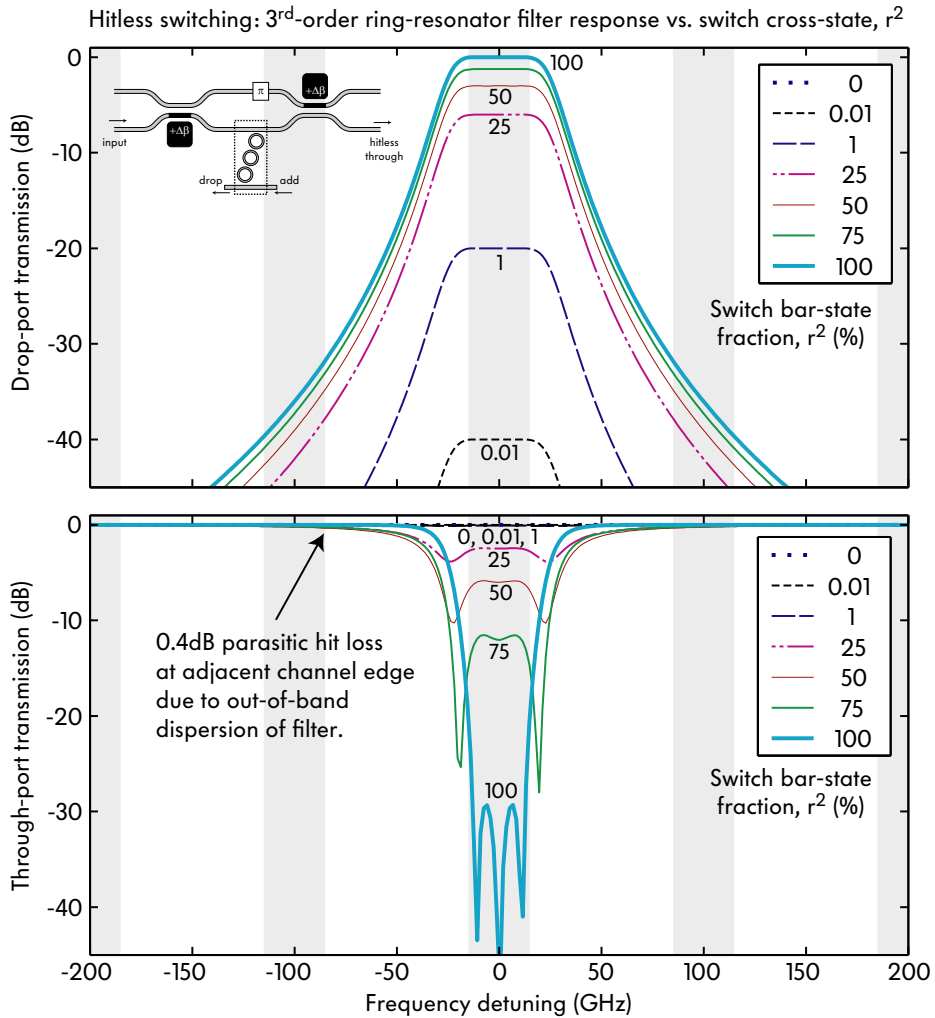 Hitless switching: 3rd-order ring-resonator filter response vs. switch cross-state, r2
Drop-port transmission (dB)
0
-10
-20
-30
-40
π
+Δβ
+Δβ
input
hitless
through
drop
add
100
50
25
1
0.01
0
0.01
1
25
50
75
100
Switch bar-state
fraction, r2 (%)
Through-port transmission (dB)
0
-10
-20
-30
-40
0, 0.01, 1
25
50
75
100
0.4dB parasitic hit loss
at adjacent channel edge
due to out-of-band
dispersion of filter.
0
0.01
1
25
50
75
100
Switch bar-state
fraction, r2 (%)
-200
-150
-100
-50
0
50
100
150
200
Frequency detuning (GHz)